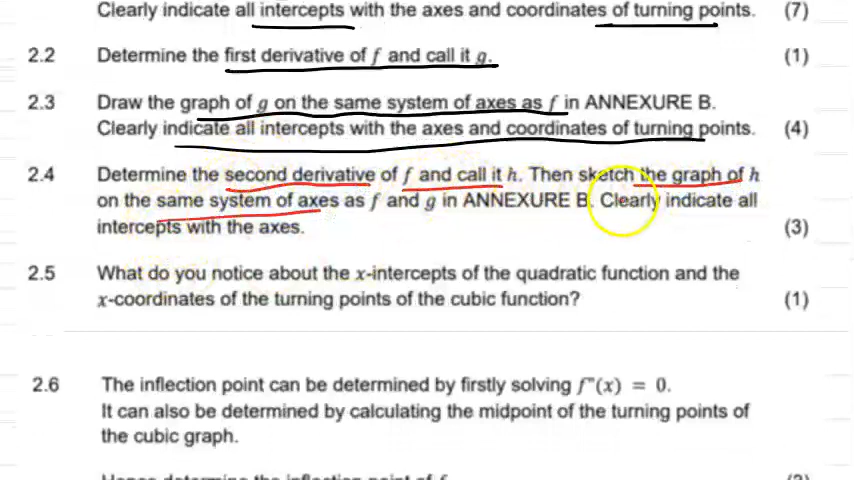 Clearly indicate all intercepts with the axes and coordinates of turning points. (7)
2.2 Determine the first derivative of f and call it g. (1)
2.3 Draw the graph of g on the same system of axes as f in ANNEXURE B.
Clearly indicate all intercepts with the axes and coordinates of turning points. (4)
2.4 Determine the second derivative of f and call it h. Then sketch the graph of h
on the same system of axes as f and g in ANNEXURE B. Clearly indicate all
intercepts with the axes. (3)
2.5 What do you notice about the x-intercepts of the quadratic function and the
x-coordinates of the turning points of the cubic function? (1)
2.6 The inflection point can be determined by firstly solving f"(x) = 0.
It can also be determined by calculating the midpoint of the turning points of
the cubic graph.
Hence determine the inflection point of f